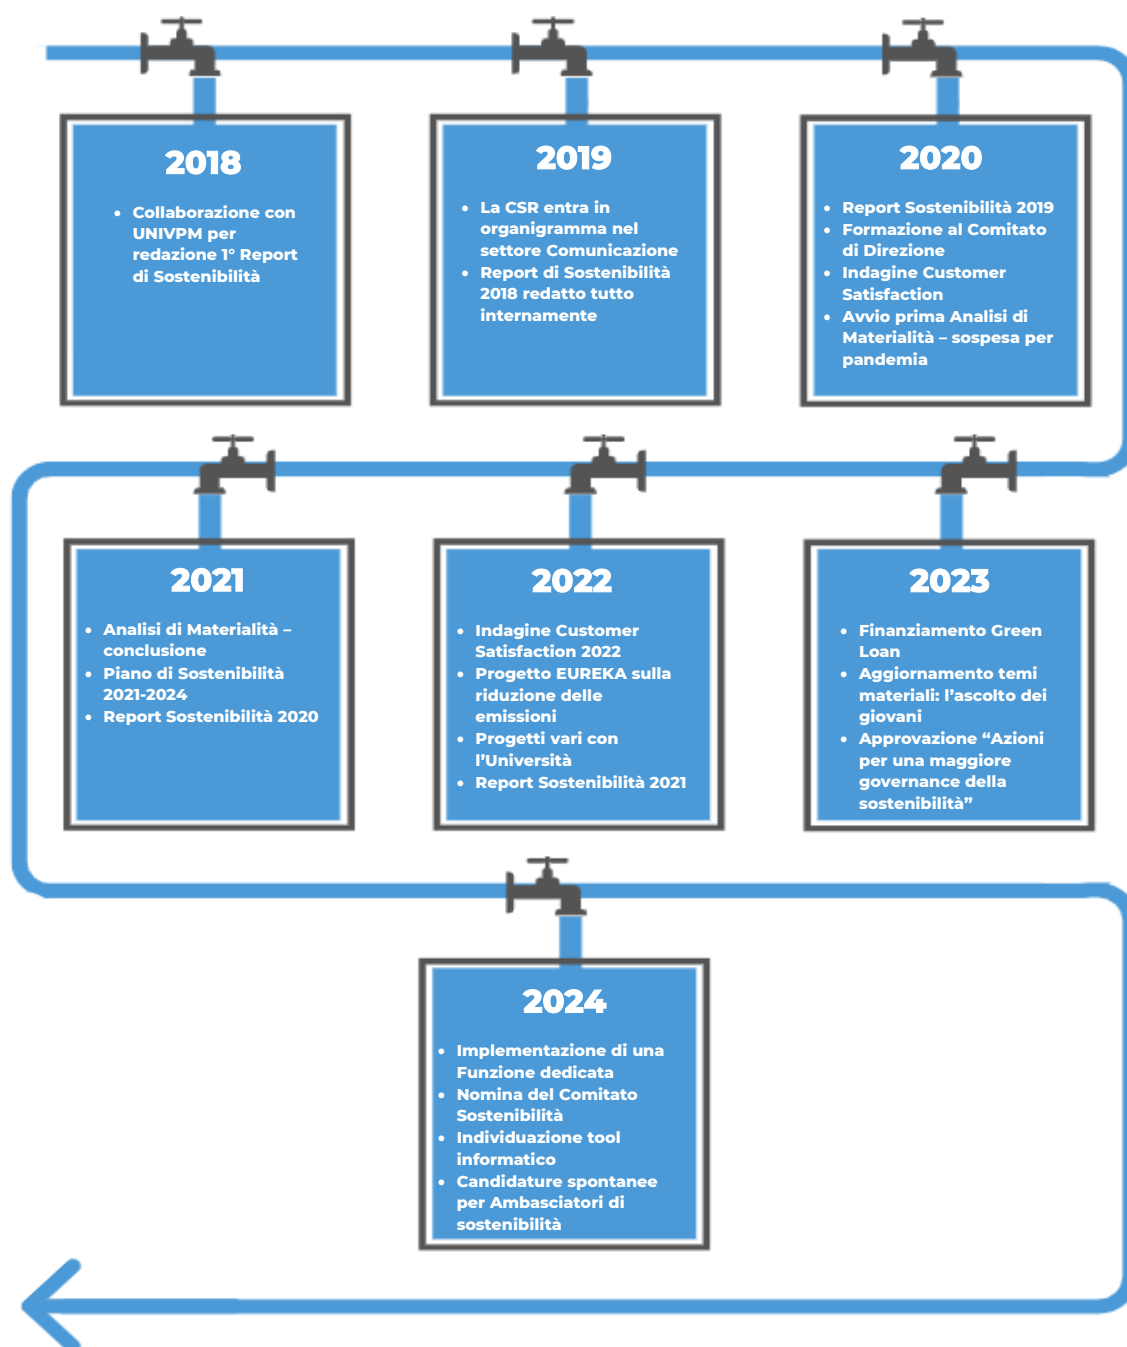 2018
• Collaborazione con
UNIVPM per
redazione 1° Report
di Sostenibilità
2019
• La CSR entra in
organigramma nel
settore Comunicazione
• Report di Sostenibilità
2018 redatto tutto
internamente
2020
• Report Sostenibilità 2019
• Formazione al Comitato
di Direzione
• Indagine Customer
Satisfaction
• Avvio prima Analisi di
Materialità – sospesa per
pandemia
2021
• Analisi di Materialità –
conclusione
• Piano di Sostenibilità
2021-2024
• Report Sostenibilità 2020
2022
• Indagine Customer
Satisfaction 2022
• Progetto EUREKA sulla
riduzione delle
emissioni
• Progetti vari con
l’Università
• Report Sostenibilità 2021
2023
• Finanziamento Green
Loan
• Aggiornamento temi
materiali: l’ascolto dei
giovani
• Approvazione “Azioni
per una maggiore
governance della
sostenibilità”
2024
• Implementazione di una
Funzione dedicata
• Nomina del Comitato
Sostenibilità
• Individuazione tool
informatico
• Candidature spontanee
per Ambasciatori di
sostenibilità